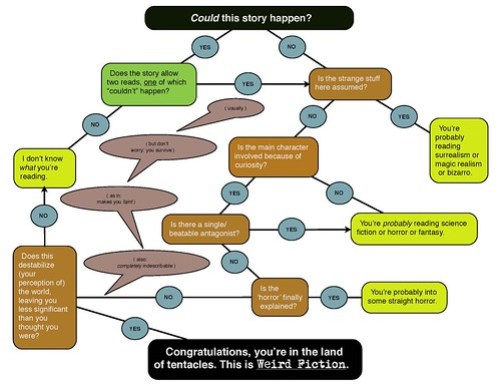 Could this story happen?
YES
NO
Does the story allow
two reads, one of which
"couldn't" happen?
YES
Is the strange stuff
here assumed?
( usually )
NO
NO
YES
( but don't
worry: you survive )
You're
probably
reading
surrealism or
magic realism
or bizarro.
I don't know
what you're
reading.
Is the main character
involved because of
curiosity?
( as in
makes you faint )
YES
NO
NO
Is there a single/
beatable antagonist?
YES
You're probably reading science
fiction or horror or fantasy.
Does this
destabilize
(your
perception of)
the world,
leaving you
less significant
than you
thought you
were?
( also:
completely indescribable )
NO
NO
Is the
'horror' finally
explained?
YES
You're probably into
some straight horror.
YES
Congratulations, you're in the land
of tentacles. This is Weird Fiction.